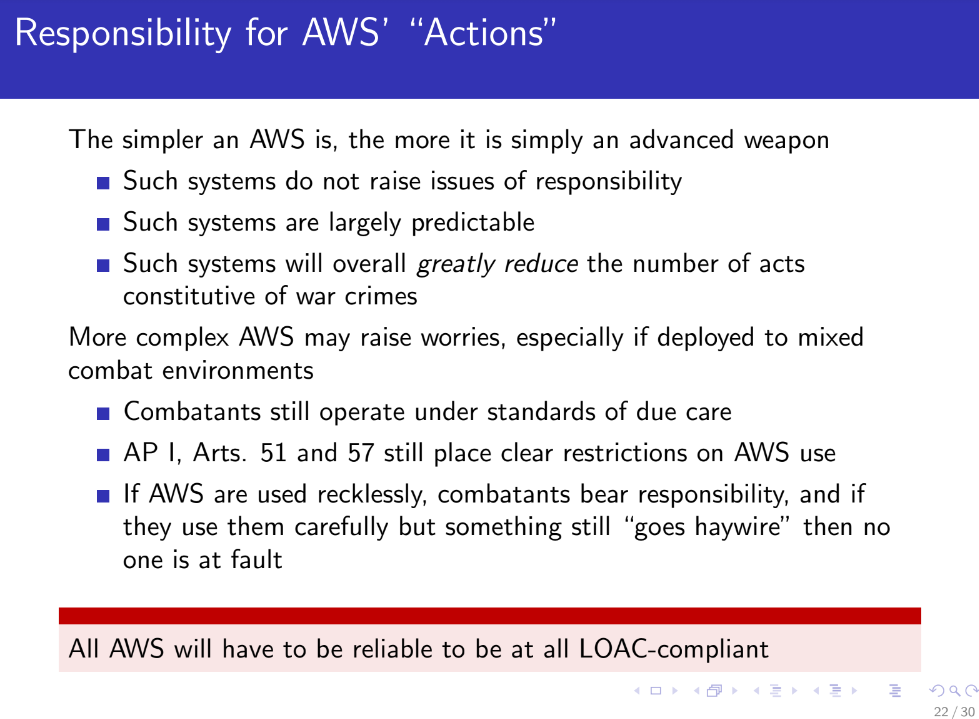 Responsibility for AWS’ “Actions”
The simpler an AWS is, the more it is simply an advanced weapon
Such systems do not raise issues of responsibility
Such systems are largely predictable
Such systems will overall greatly reduce the number of acts
constitutive of war crimes
More complex AWS may raise worries, especially if deployed to mixed
combat environments
Combatants still operate under standards of due care
AP I, Arts. 51 and 57 still place clear restrictions on AWS use
If AWS are used recklessly, combatants bear responsibility, and if
they use them carefully but something still “goes haywire” then no
one is at fault
All AWS will have to be reliable to be at all LOAC-compliant
22 / 30